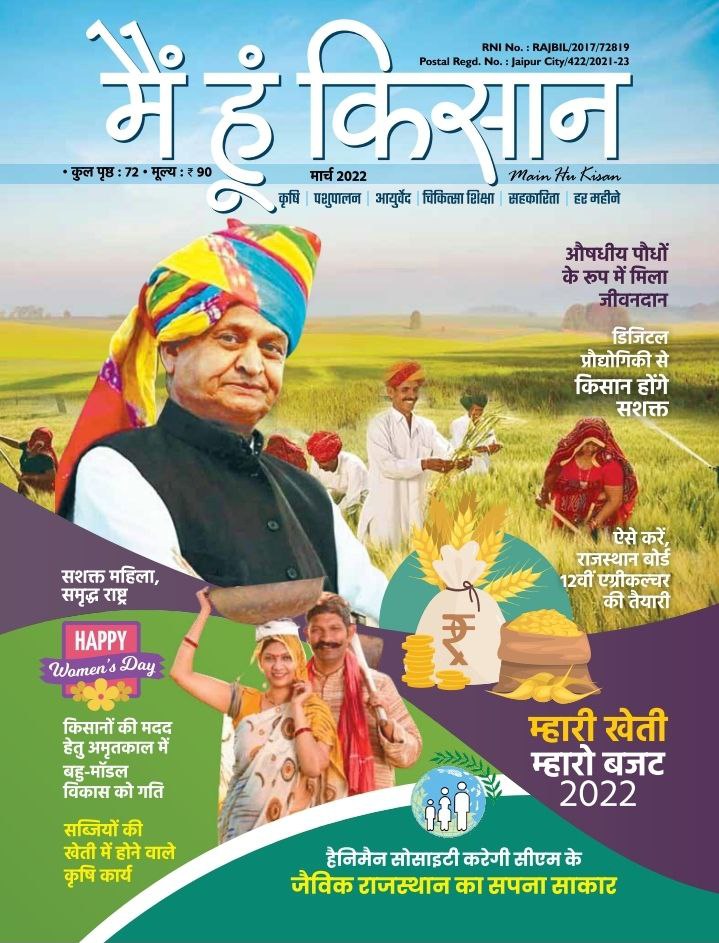 RNI No. : RAJBIL/2017/72819
Postal Regd. No. : Jaipur City/422/2021-23
मैं हूं किसान
• कुल पृष्ठ : 72 • मूल्य : ₹ 90
मार्च 2022
Main Hu Kisan
कृषि | पशुपालन | आयुर्वेद | चिकित्सा शिक्षा | सहकारिता | हर महीने
औषधीय पौधों
के रूप में मिला
जीवनदान
डिजिटल
प्रौद्योगिकी से
किसान होंगे
सशक्त
ऐसे करें,
राजस्थान बोर्ड
12वीं एग्रीकल्चर
की तैयारी
सशक्त महिला,
समृद्ध राष्ट्र
HAPPY
Women's Day
₹
किसानों की मदद
हेतु अमृतकाल में
बहु-मॉडल
विकास को गति
म्हारी खेती
म्हारो बजट
2022
सब्जियों की
खेती में होने वाले
कृषि कार्य
हैनिमैन सोसाइटी करेगी सीएम के
जैविक राजस्थान का सपना साकार